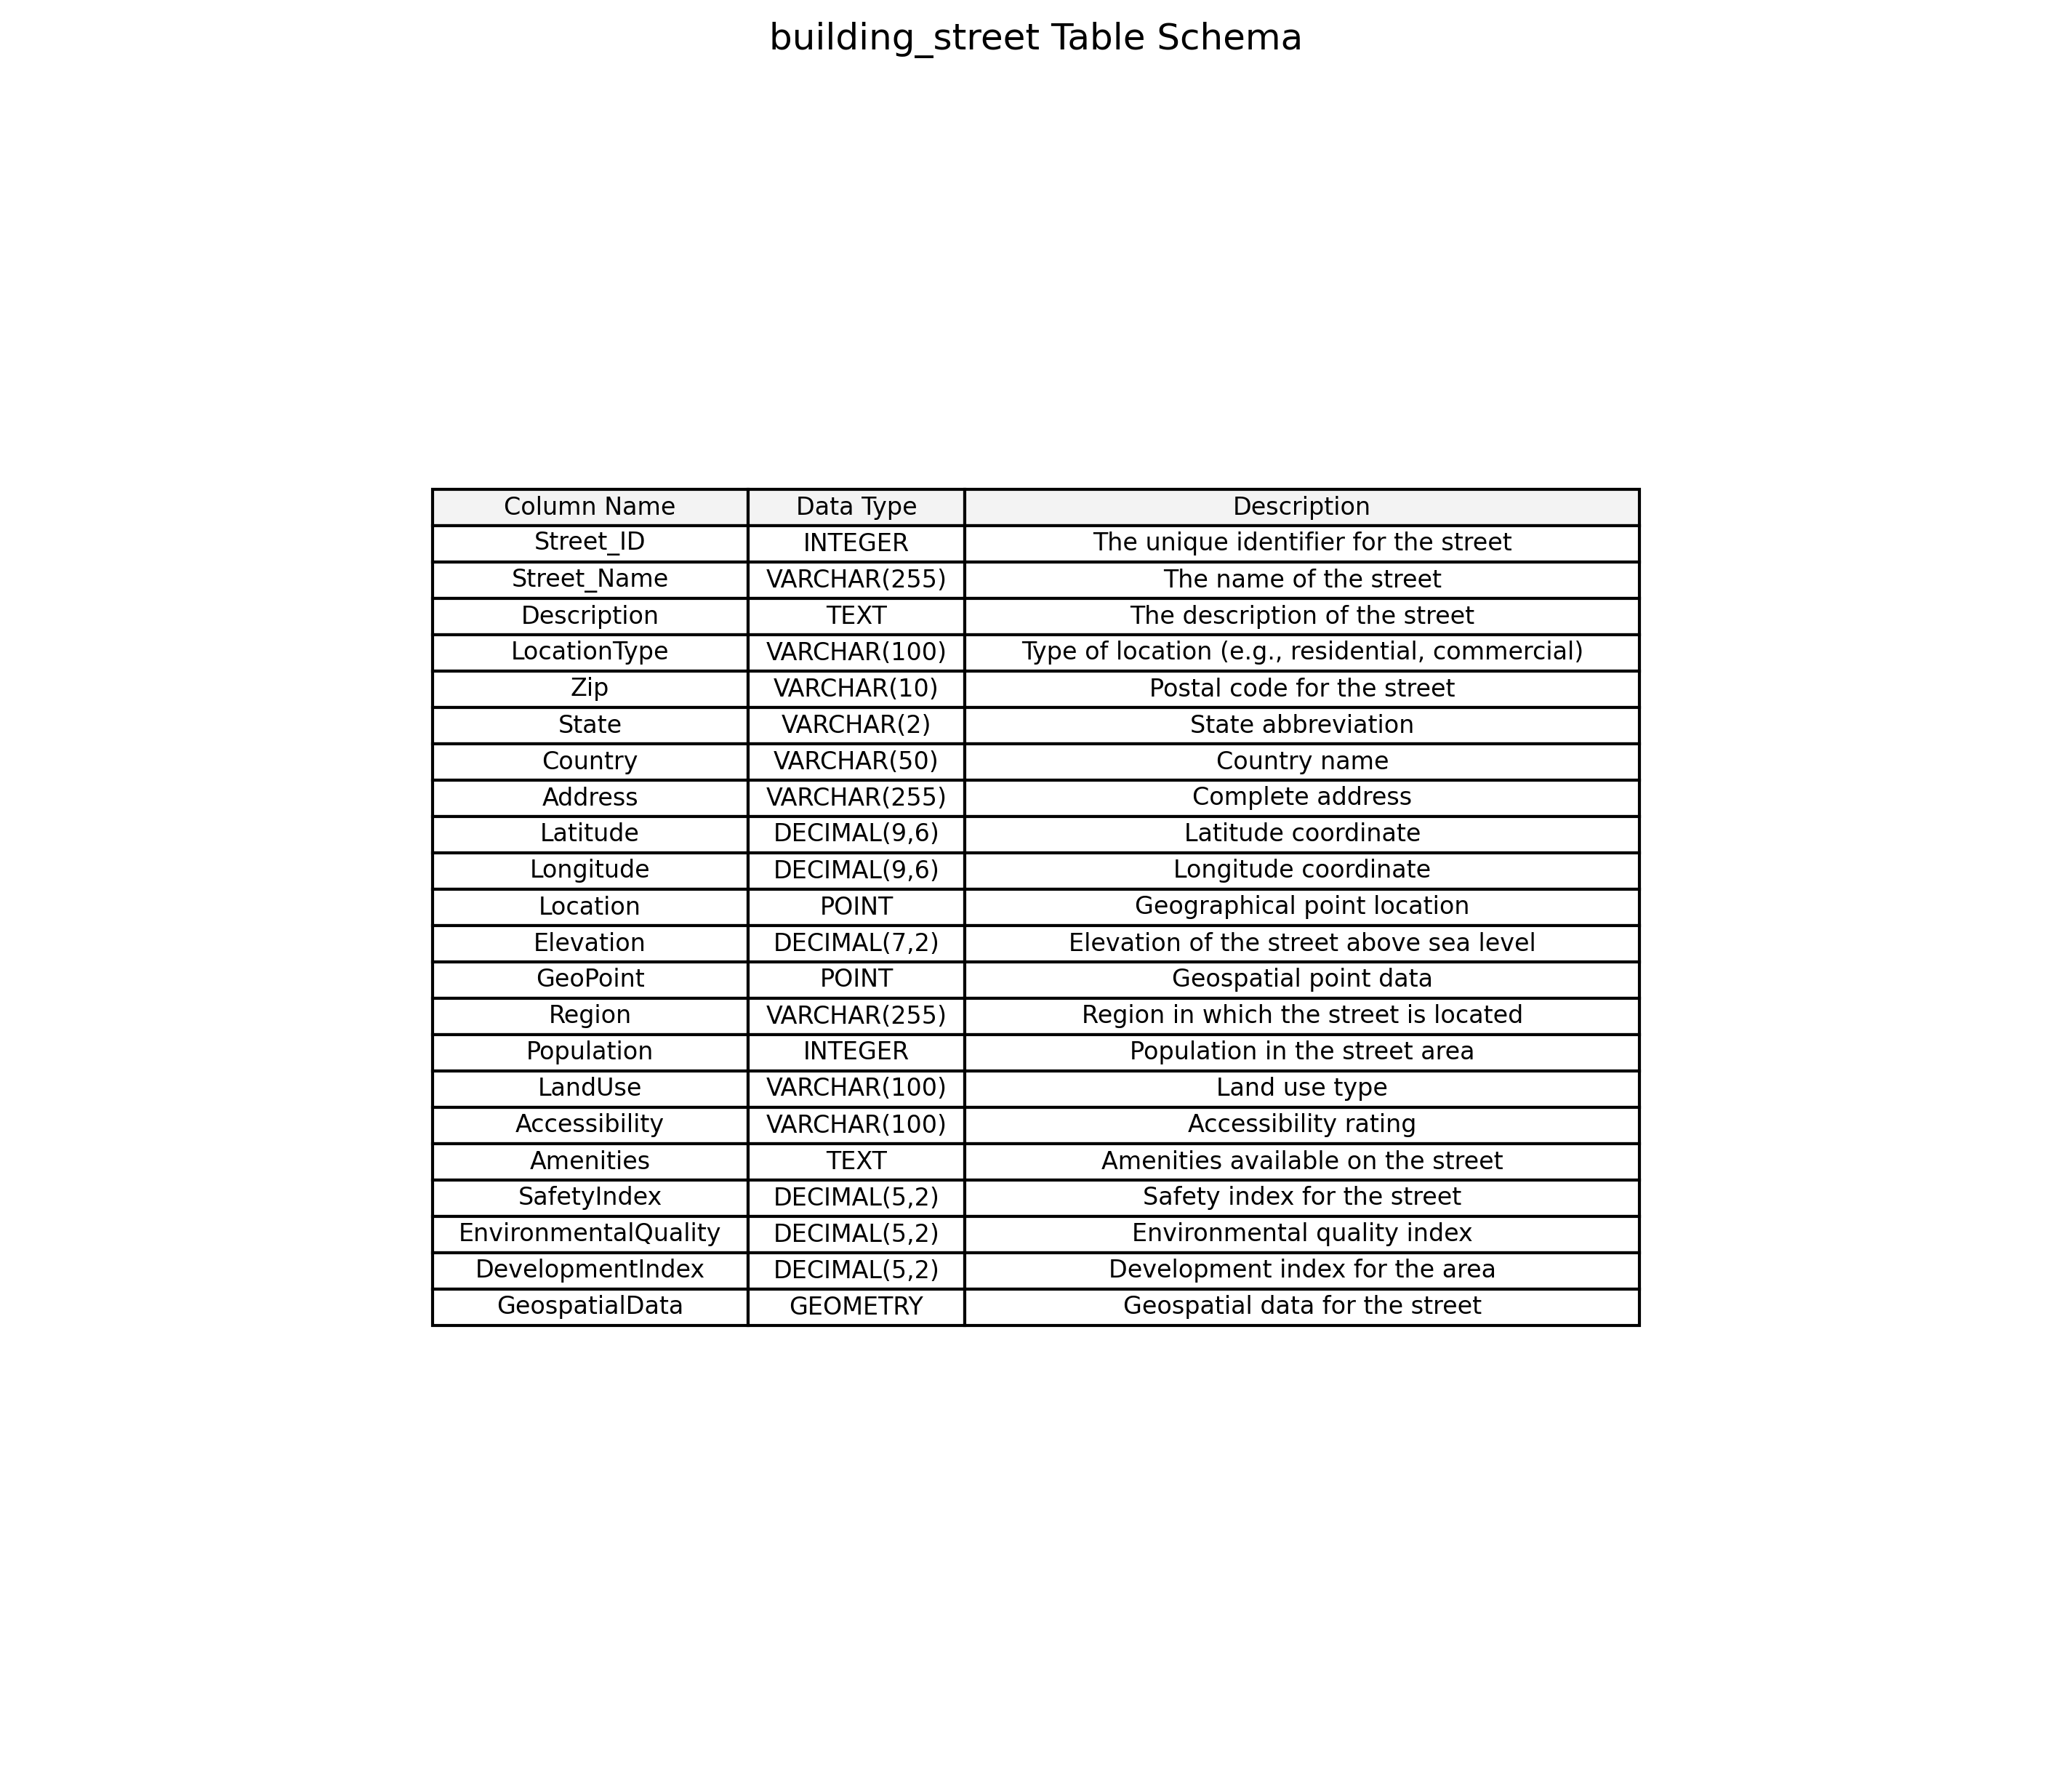 building_street Table Schema
Column Name Data Type Description
Street_ID INTEGER The unique identifier for the street
Street_Name VARCHAR(255) The name of the street
Description TEXT The description of the street
LocationType VARCHAR(100) Type of location (e.g., residential, commercial)
Zip VARCHAR(10) Postal code for the street
State VARCHAR(2) State abbreviation
Country VARCHAR(50) Country name
Address VARCHAR(255) Complete address
Latitude DECIMAL(9,6) Latitude coordinate
Longitude DECIMAL(9,6) Longitude coordinate
Location POINT Geographical point location
Elevation DECIMAL(7,2) Elevation of the street above sea level
GeoPoint POINT Geospatial point data
Region VARCHAR(255) Region in which the street is located
Population INTEGER Population in the street area
LandUse VARCHAR(100) Land use type
Accessibility VARCHAR(100) Accessibility rating
Amenities TEXT Amenities available on the street
SafetyIndex DECIMAL(5,2) Safety index for the street
EnvironmentalQuality DECIMAL(5,2) Environmental quality index
DevelopmentIndex DECIMAL(5,2) Development index for the area
GeospatialData GEOMETRY Geospatial data for the street